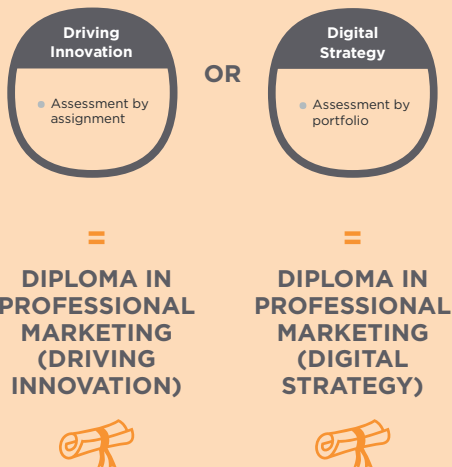 Driving
Innovation
Assessment by
assignment
OR
Digital
Strategy
Assessment by
portfolio
=
DIPLOMA IN
PROFESSIONAL
MARKETING
(DRIVING
INNOVATION)
=
DIPLOMA IN
PROFESSIONAL
MARKETING
(DIGITAL
STRATEGY)